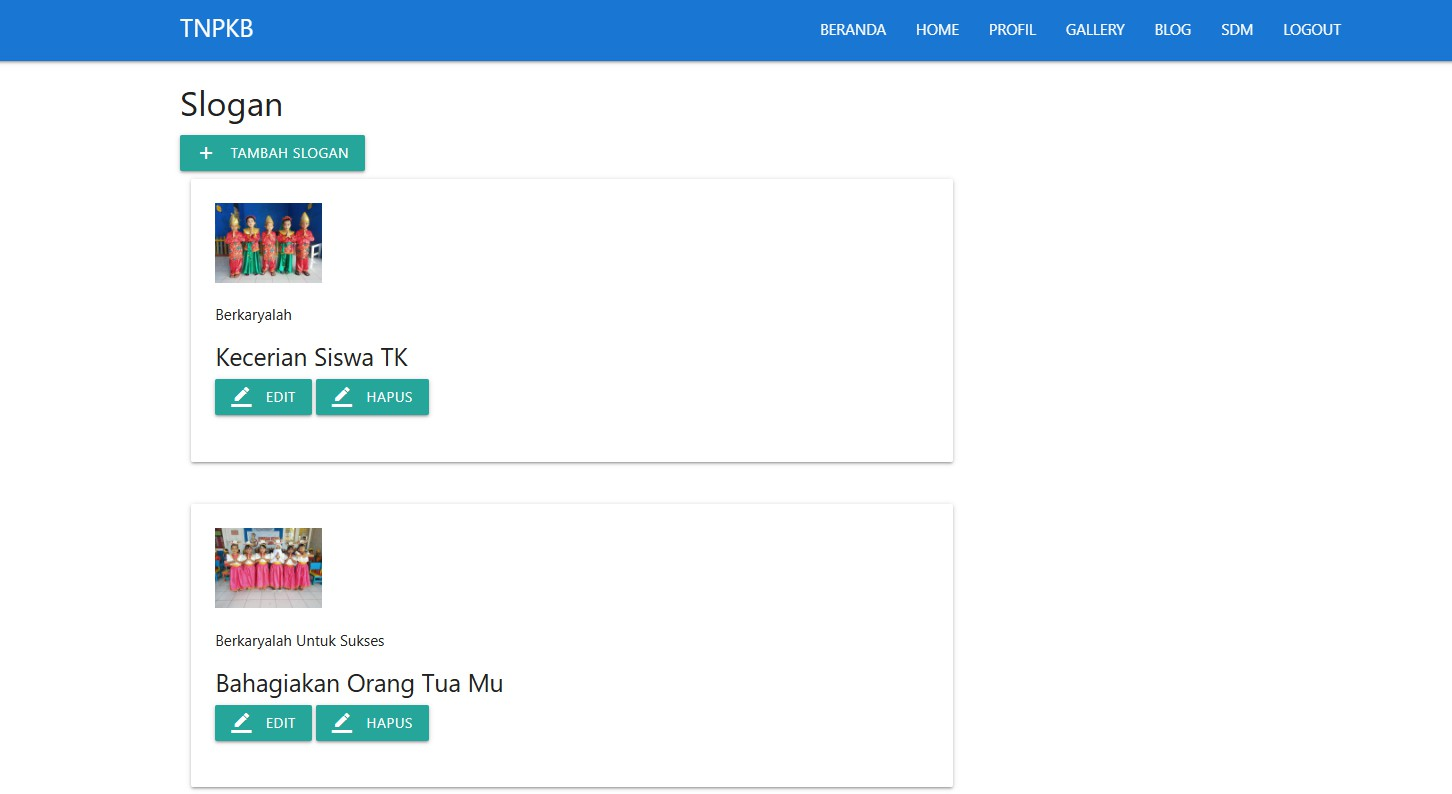 TNPKB
BERANDA HOME PROFIL GALLERY BLOG SDM LOGOUT
Slogan
+ TAMBAH SLOGAN
Berkaryalah
Kecerian Siswa TK
EDIT HAPUS
Berkaryalah Untuk Sukses
Bahagiakan Orang Tua Mu
EDIT HAPUS